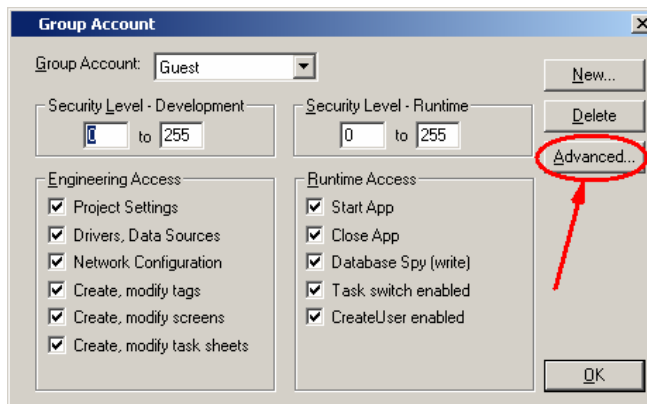 Group Account
Group Account: Guest
New...
Security Level - Development
Security Level - Runtime
0 to 255
0 to 255
Delete
Advanced...
Engineering Access
Runtime Access
Project Settings
Start App
Drivers, Data Sources
Close App
Network Configuration
Database Spy (write)
Create, modify tags
Task switch enabled
Create, modify screens
CreateUser enabled
Create, modify task sheets
OK